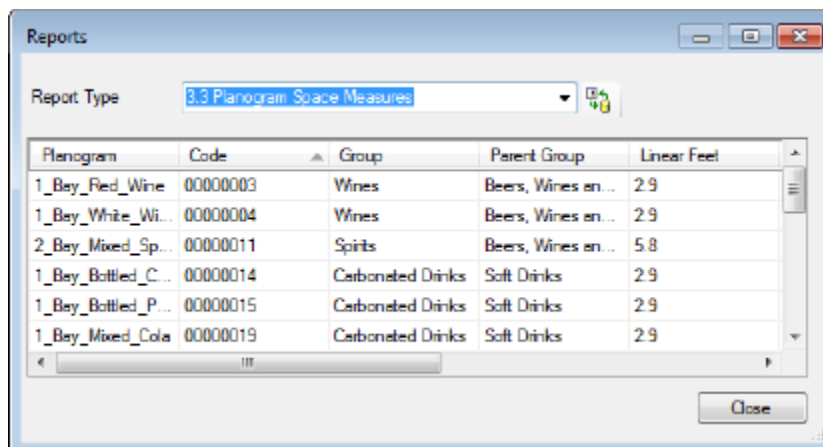 Reports
Report Type 3.3 Planogram Space Measures
Planogram Code Group Parent Group Linear Feet
1_Bay_Red_Wine 00000003 Wines Beers, Wines an... 2.9
1_Bay_White_Wi... 00000004 Wines Beers, Wines an... 2.9
2_Bay_Mixed_Sp... 00000011 Spirits Beers, Wines an... 5.8
1_Bay_Bottled_C... 00000014 Carbonated Drinks Soft Drinks 2.9
1_Bay_Bottled_P... 00000015 Carbonated Drinks Soft Drinks 2.9
1_Bay_Mixed_Cola 00000019 Carbonated Drinks Soft Drinks 2.9
Close